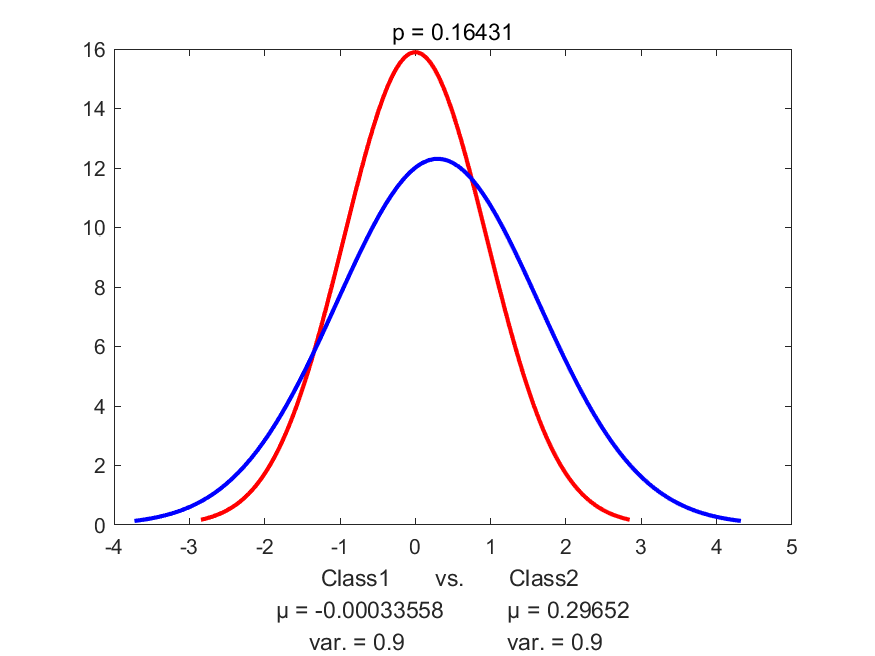 p = 0.16431
16
14
12
10
8
6
4
2
0
-4 -3 -2 -1 0 1 2 3 4 5
Class1 vs. Class2
μ = -0.00033558 μ = 0.29652
var. = 0.9 var. = 0.9